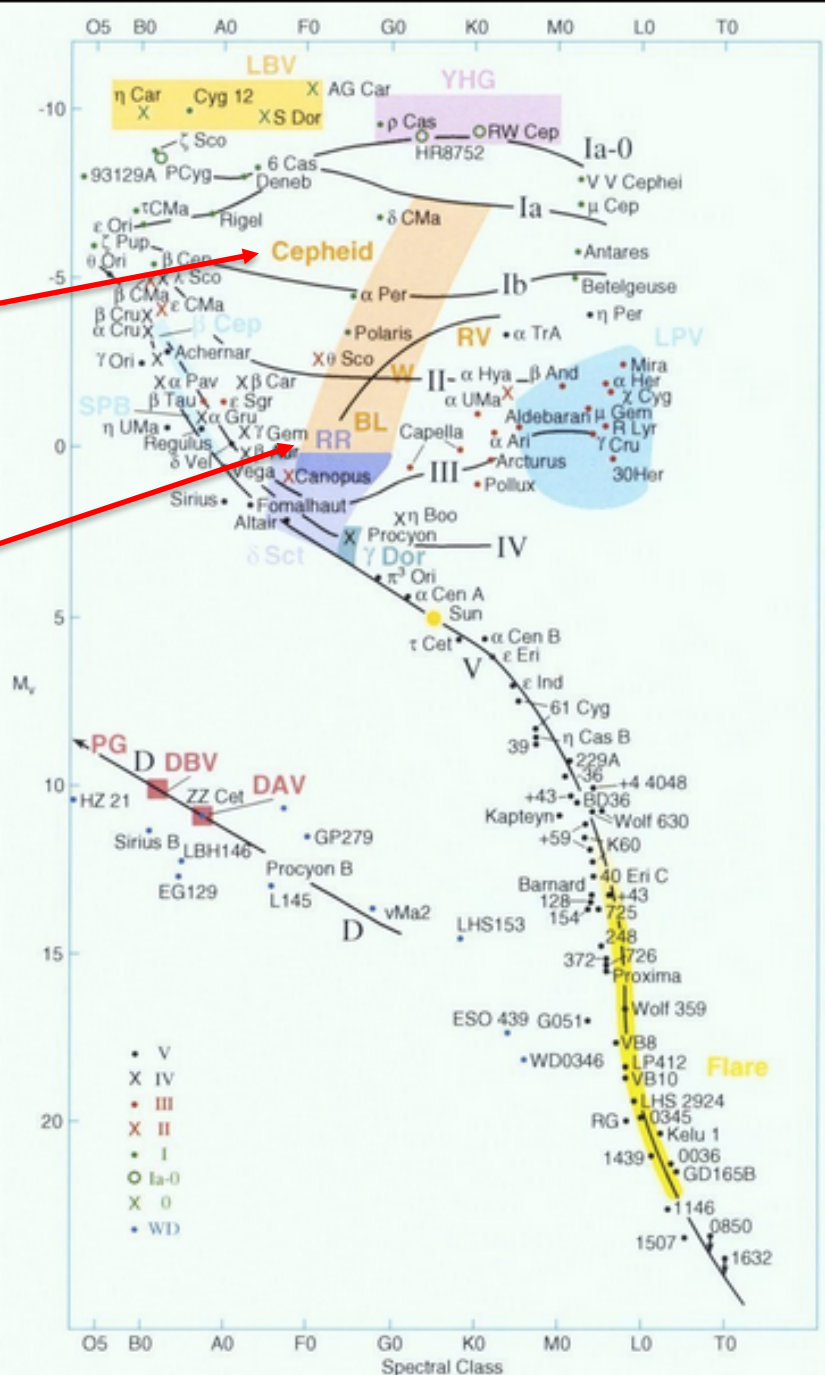 O5 B0 A0 F0 G0 K0 M0 L0 T0
LBV
YHG
η Car
Cyg 12
S Dor
AG Car
ρ Cas
RW Cep
HR8752
Ia-0
-10
ζ Sco
PCyg
93129A
6 Cas
Deneb
V V Cephei
μ Cep
Ia
τCMa
Rigel
ε Ori
δ CMa
ζ Pup
θ Ori
β Cep
Cepheid
Antares
-5
λ Sco
β CMa
ε CMa
Ib
Betelgeuse
α Per
β Cru
α Cru
β Cep
η Per
Polaris
RV
α TrA
LPV
γ Ori
Achernar
θ Sco
Mira
W
II
α Hya
β And
α Her
χ Cyg
α Pav
β Car
β Tau
ε Sgr
α UMa
SPB
α Gru
Aldebaran
μ Gem
BL
R Lyr
η UMa
γ Gem
RR
Capella
α Ari
γ Cru
0
Regulus
β Aur
δ Vel
Vega
Canopus
III
Arcturus
30Her
Pollux
Sirius
Fomalhaut
Altair
η Boo
Procyon
IV
δ Sct
γ Dor
π³ Ori
α Cen A
5
Sun
τ Cet
α Cen B
V
ε Eri
ε Ind
61 Cyg
Mᵥ
η Cas B
39
PG
D
DBV
229A
-36
+4 4048
10
DAV
HZ 21
ZZ Cet
+43
BD36
Kapteyn
Wolf 630
Sirius B
GP279
+59
K60
LBH146
EG129
Procyon B
40 Eri C
L145
Barnard
+43
128
154
725
vMa2
D
LHS153
248
15
372
726
Proxima
Wolf 359
ESO 439
G051
VB8
WD0346
LP412
VB10
Flare
V
IV
III
II
I
Ia-0
0
WD
LHS 2924
20
RG
0345
Kelu 1
1439
0036
GD165B
1146
0850
1507
1632
O5 B0 A0 F0 G0 K0 M0 L0 T0
Spectral Class